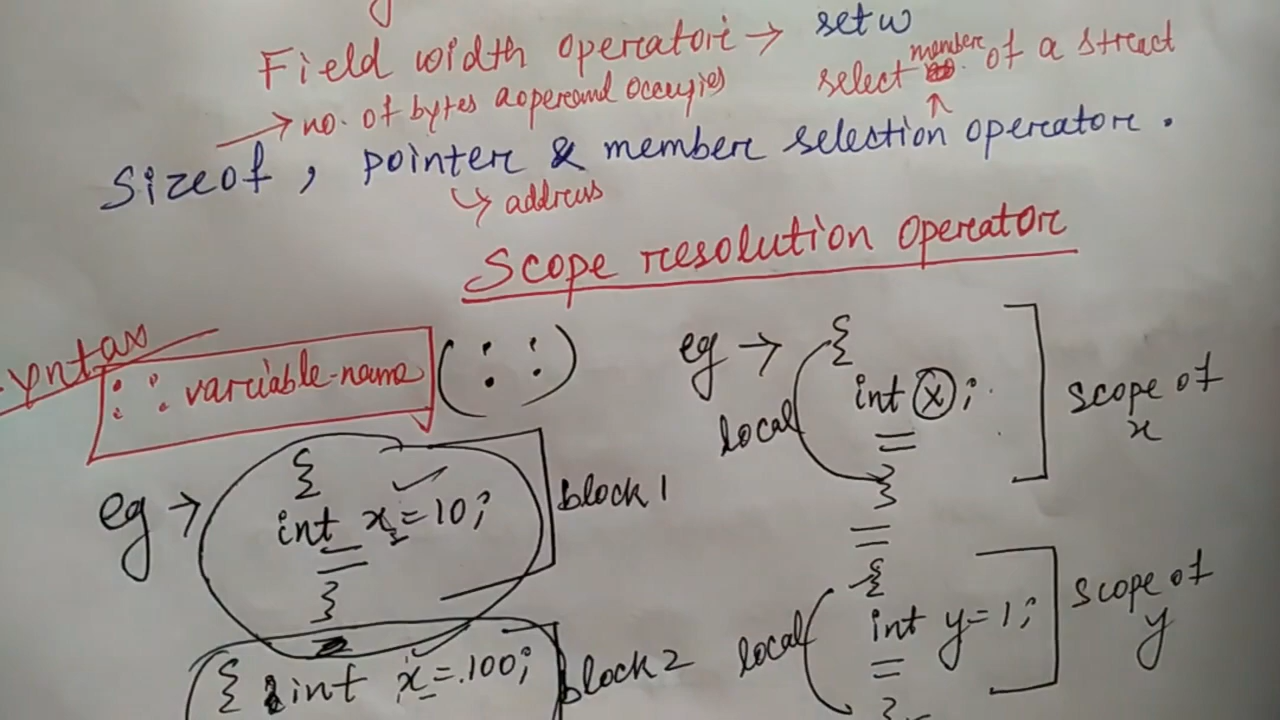 Field width operator → setw
→ no. of bytes a operand occupies
select member of a struct
sizeof, pointer & member selection operator.
↳ address
Scope resolution operator
Syntax
:: variable-name (::)
eg → {
int x = 10;
}
block 1
{ int x = 100;
block 2
eg → {
int x;
}
local
scope of
x
{
int y = 1;
}
local
scope of
y